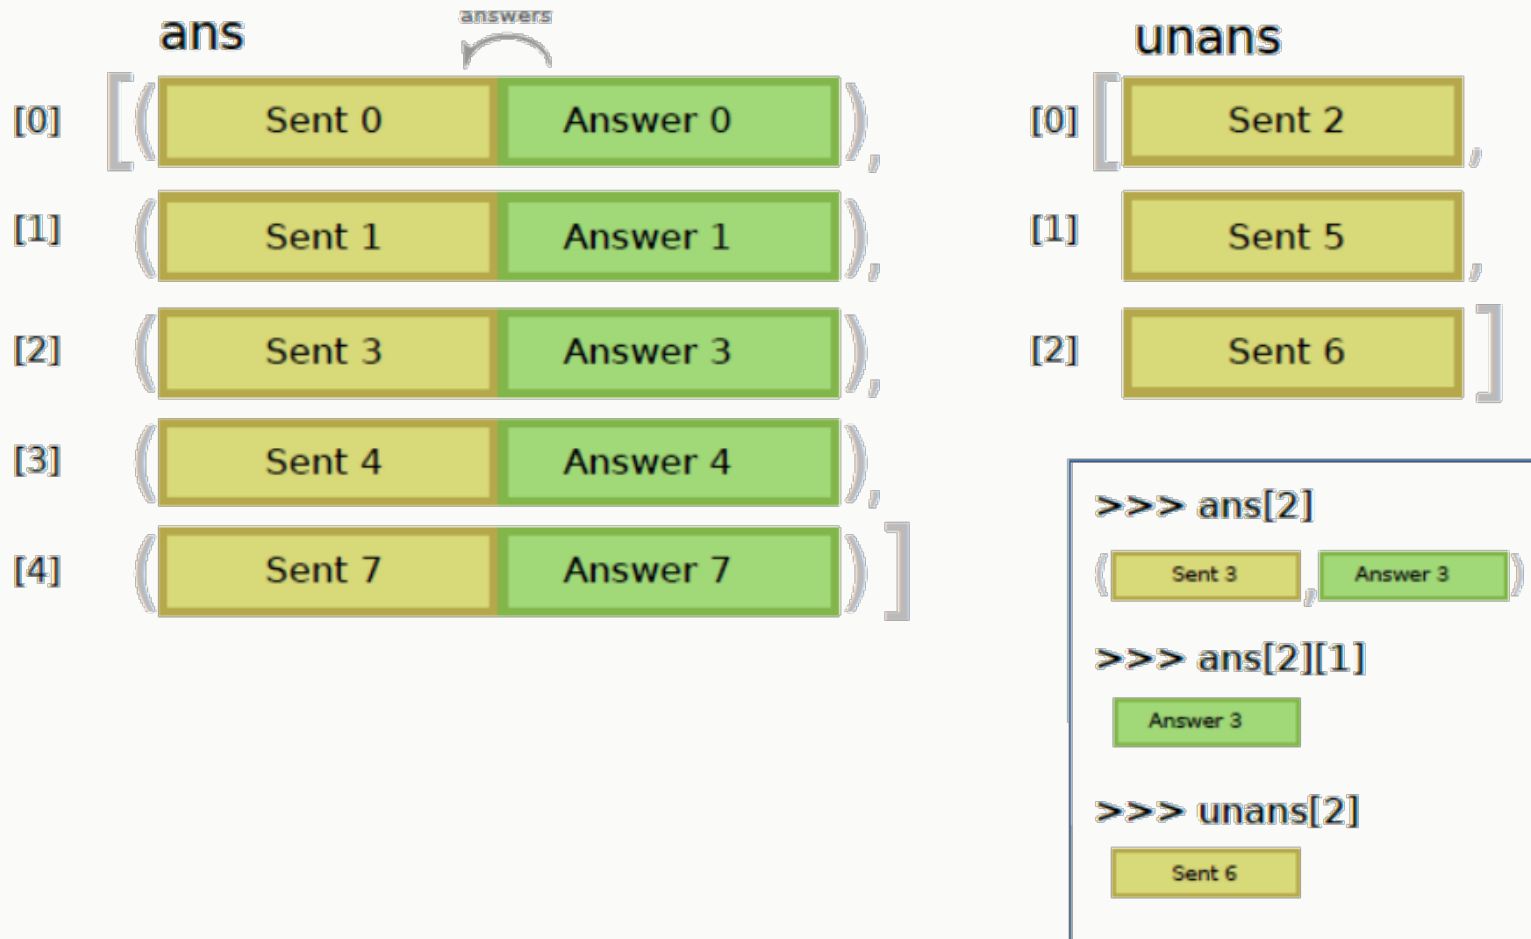 ans
answers
[0] [( Sent 0 Answer 0 ),
[1] ( Sent 1 Answer 1 ),
[2] ( Sent 3 Answer 3 ),
[3] ( Sent 4 Answer 4 ),
[4] ( Sent 7 Answer 7 )]
unans
[0] [ Sent 2 ,
[1] Sent 5 ,
[2] Sent 6 ]
>>> ans[2]
( Sent 3 , Answer 3 )
>>> ans[2][1]
Answer 3
>>> unans[2]
Sent 6